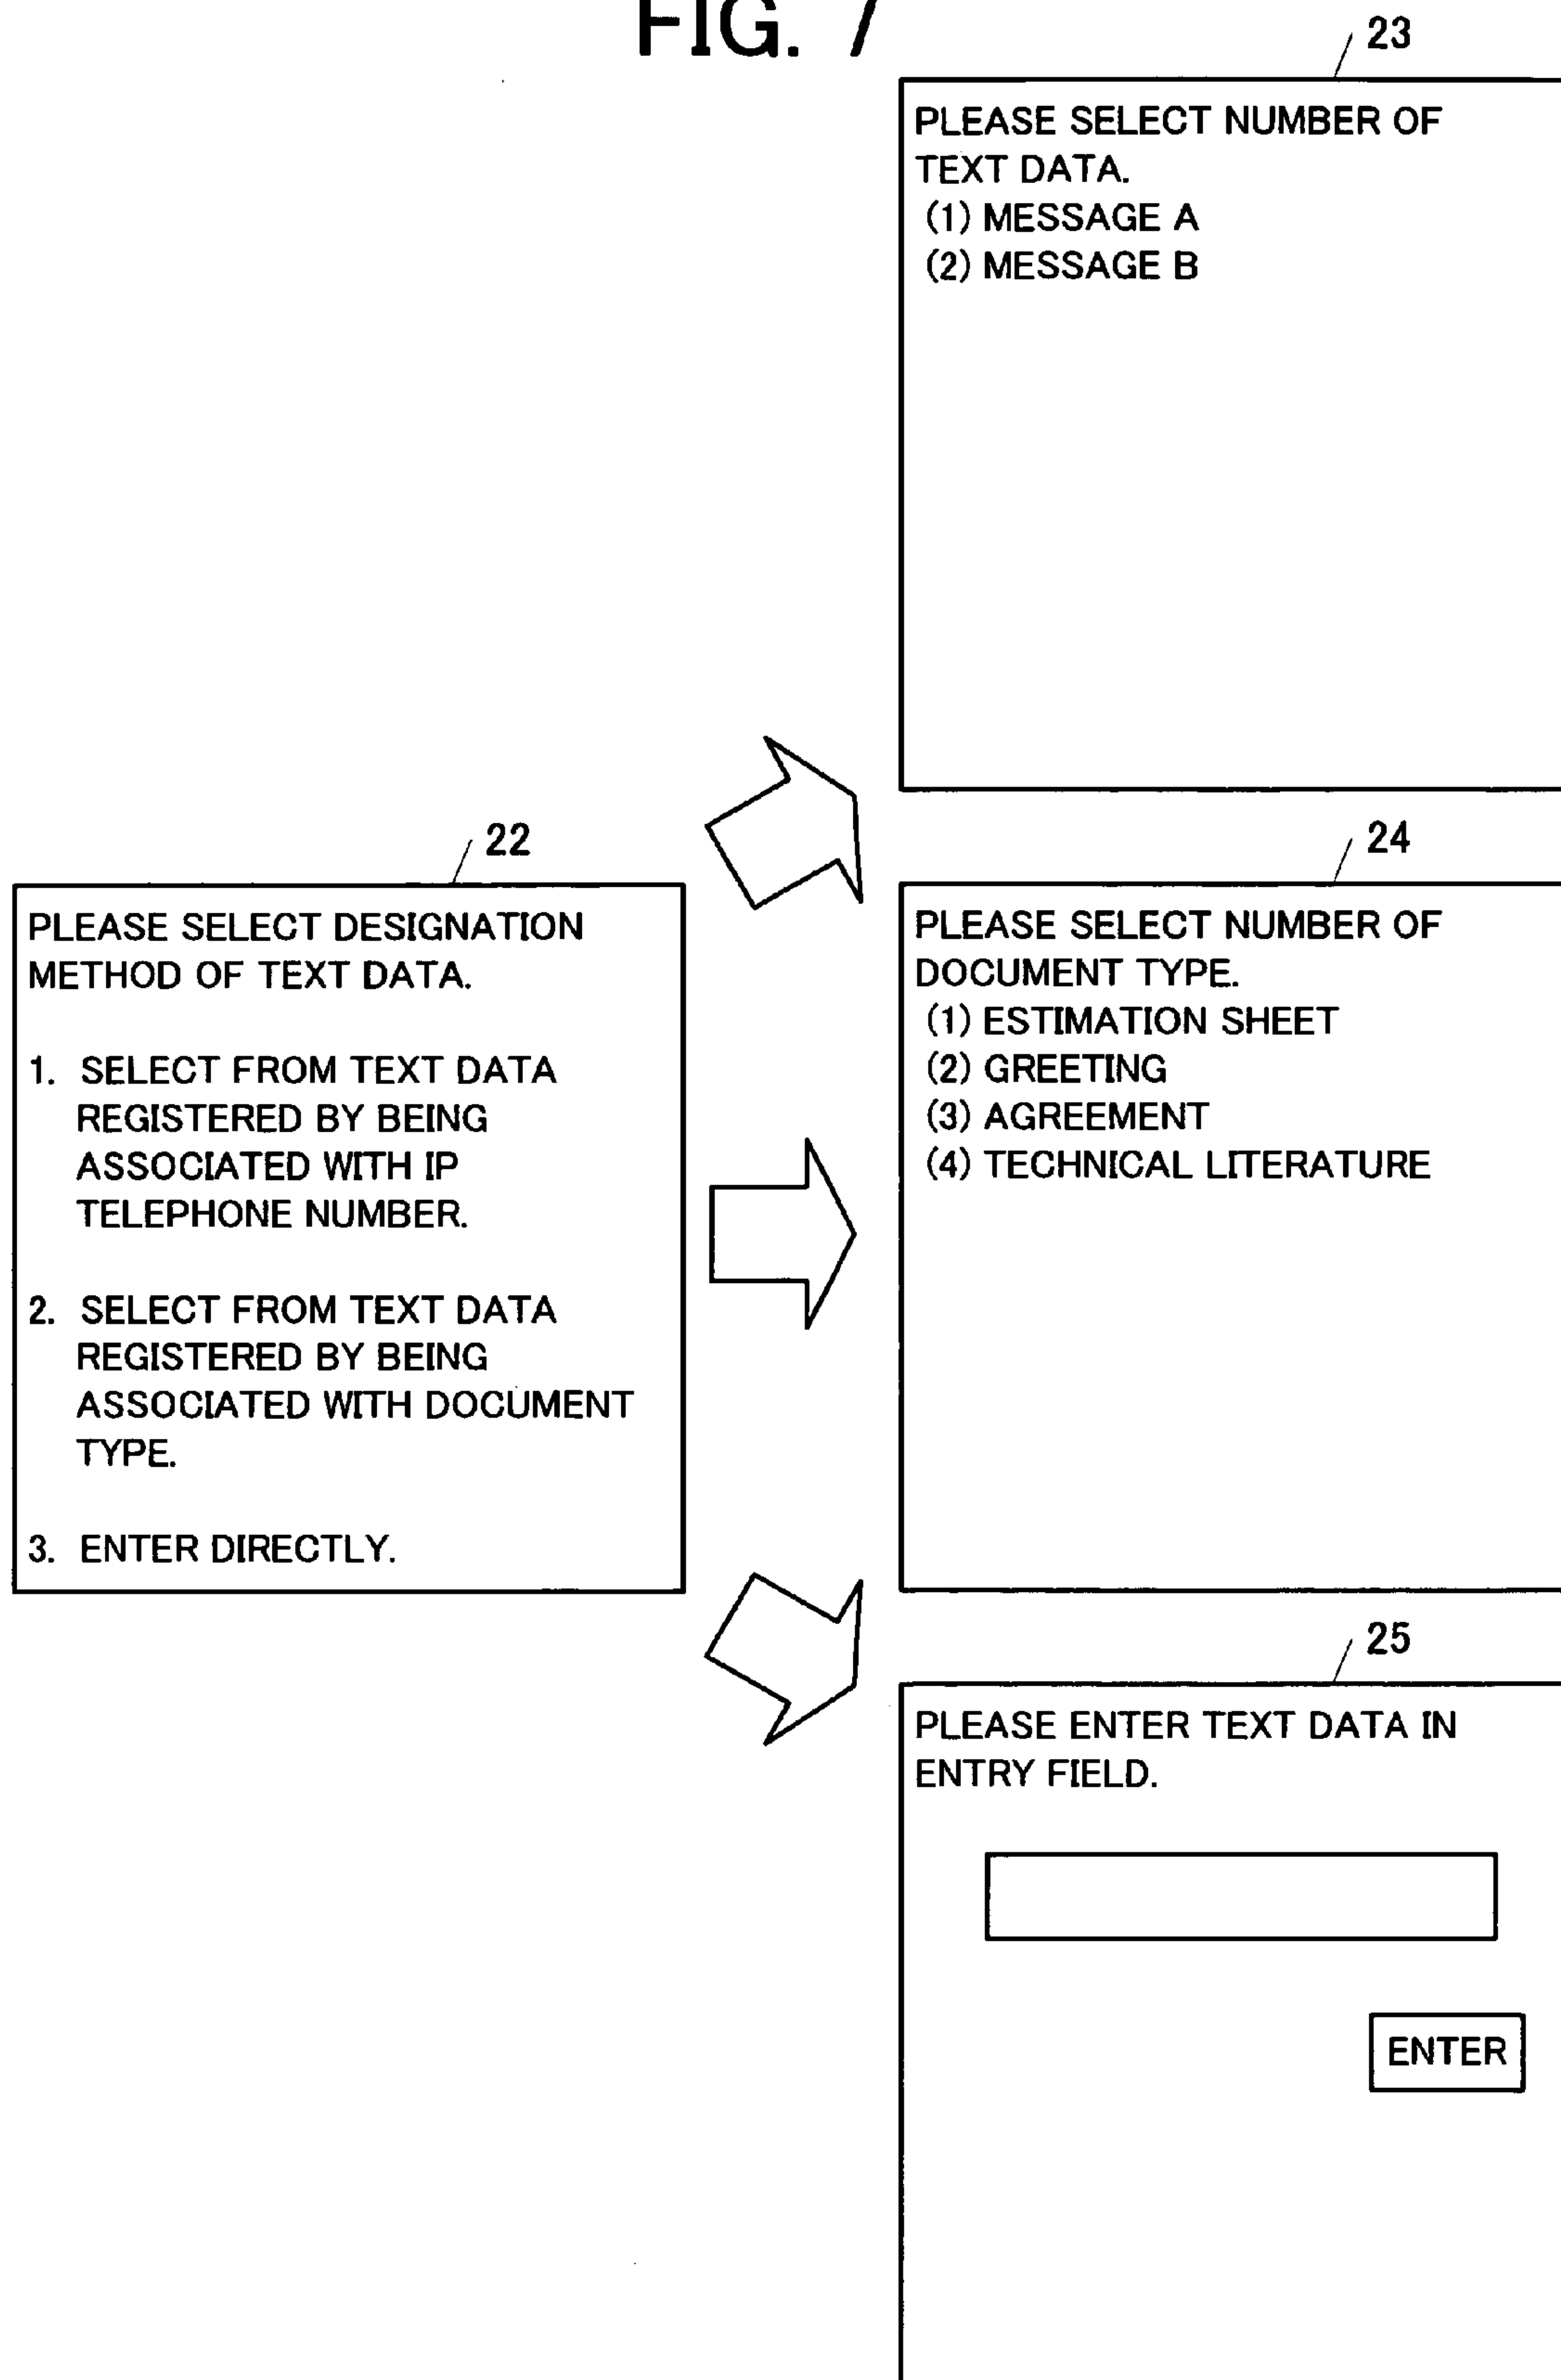 FIG. 7
23
PLEASE SELECT NUMBER OF
TEXT DATA.
(1) MESSAGE A
(2) MESSAGE B
22
PLEASE SELECT DESIGNATION
METHOD OF TEXT DATA.
1. SELECT FROM TEXT DATA
REGISTERED BY BEING
ASSOCIATED WITH IP
TELEPHONE NUMBER.
2. SELECT FROM TEXT DATA
REGISTERED BY BEING
ASSOCIATED WITH DOCUMENT
TYPE.
3. ENTER DIRECTLY.
24
PLEASE SELECT NUMBER OF
DOCUMENT TYPE.
(1) ESTIMATION SHEET
(2) GREETING
(3) AGREEMENT
(4) TECHNICAL LITERATURE
25
PLEASE ENTER TEXT DATA IN
ENTRY FIELD.
ENTER